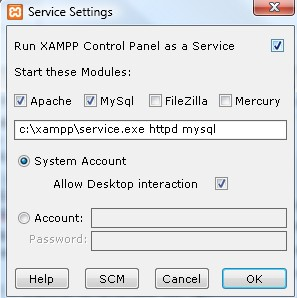 Service Settings
Run XAMPP Control Panel as a Service
Start these Modules:
Apache MySql FileZilla Mercury
c:\xampp\service.exe httpd mysql
System Account
Allow Desktop interaction
Account:
Password:
Help SCM Cancel OK